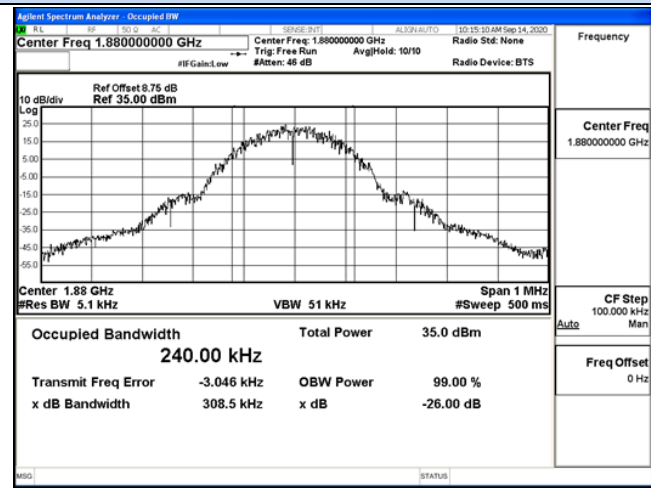 Agilent Spectrum Analyzer - Occupied BW
RL RF 50 Ω AC SENSE:INT ALIGN AUTO 10:15:10 AM Sep 14, 2020
Center Freq 1.880000000 GHz Center Freq: 1.880000000 GHz Radio Std: None Frequency
Trig: Free Run Avg|Hold: 10/10
#IFGain:Low #Atten: 46 dB Radio Device: BTS
Ref Offset 8.75 dB
10 dB/div Ref 35.00 dBm
Log
25.0
15.0
5.00
-5.00
-15.0
-25.0
-35.0
-45.0
-55.0
Center Freq
1.880000000 GHz
Center 1.88 GHz Span 1 MHz
#Res BW 5.1 kHz VBW 51 kHz #Sweep 500 ms
CF Step
100.000 kHz
Auto Man
Occupied Bandwidth Total Power 35.0 dBm
240.00 kHz
Freq Offset
0 Hz
Transmit Freq Error -3.046 kHz OBW Power 99.00 %
x dB Bandwidth 308.5 kHz x dB -26.00 dB
MSG STATUS